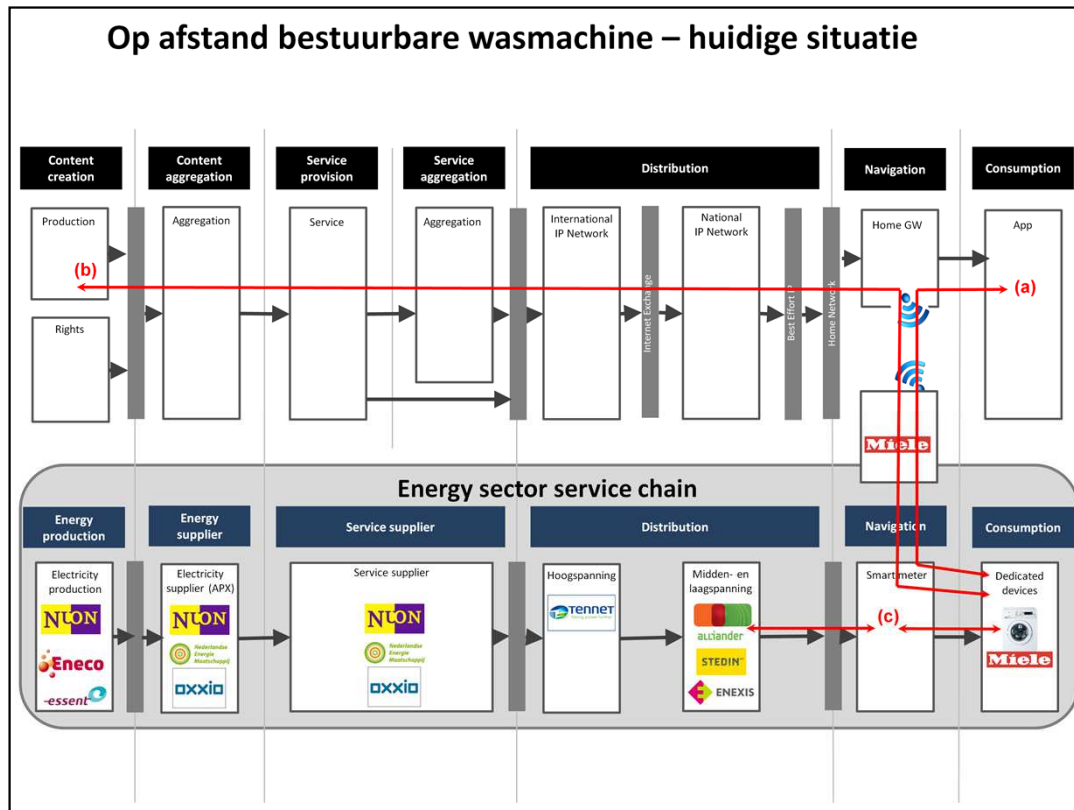 Op afstand bestuurbare wasmachine – huidige situatie
Content
creation
Content
aggregation
Service
provision
Service
aggregation
Distribution
Navigation
Consumption
Production
Rights
Aggregation
Service
Aggregation
International
IP Network
Internet Exchange
National
IP Network
Best Effort IP
Home Network
Home GW
App
(b)
(a)
Miele
Energy sector service chain
Energy
production
Energy
supplier
Service supplier
Distribution
Navigation
Consumption
Electricity
production
NUON
Eneco
essent
Electricity
supplier (APX)
NUON
Nederlandse
Energie
Maatschappij
oxxio
Service supplier
NUON
Nederlandse
Energie
Maatschappij
oxxio
Hoogspanning
TENNET
Midden- en
laagspanning
alliander
STEDIN
ENEXIS
Smart meter
(c)
Dedicated
devices
Miele